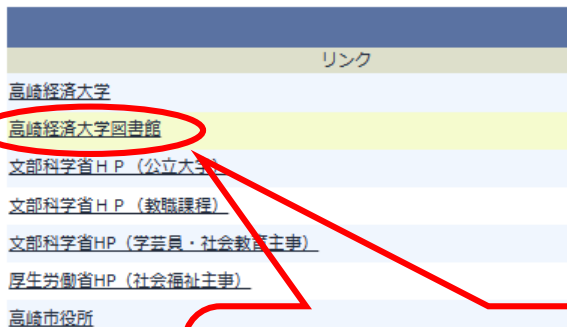 リンク
高崎経済大学
高崎経済大学図書館
文部科学省ＨＰ（公立大学）
文部科学省ＨＰ（教職課程）
文部科学省HP（学芸員・社会教育主事）
厚生労働省HP（社会福祉主事）
高崎市役所